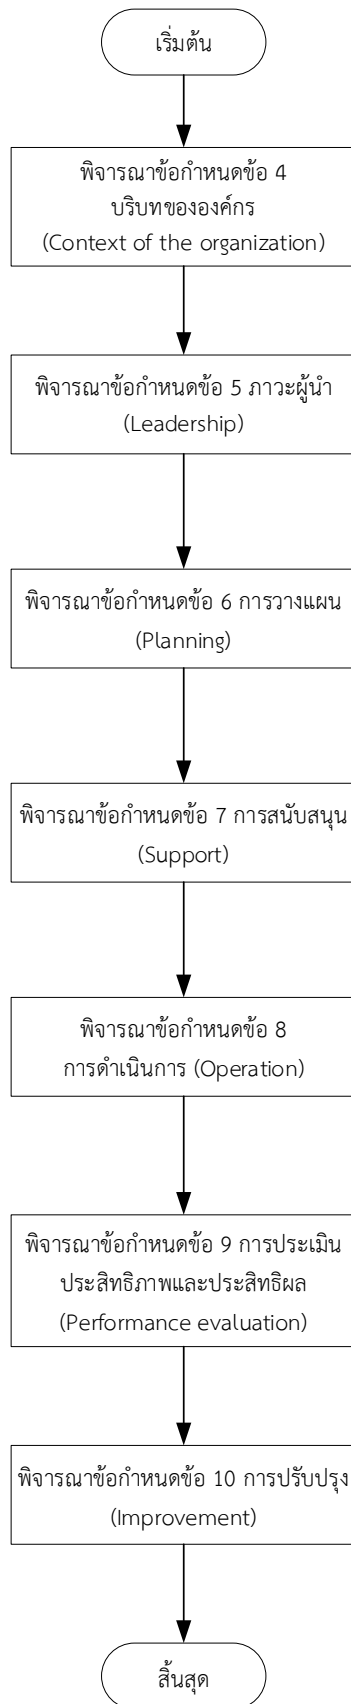 เริ่มต้น
พิจารณาข้อกำหนดข้อ 4
บริบทขององค์กร
(Context of the organization)
พิจารณาข้อกำหนดข้อ 5 ภาวะผู้นำ
(Leadership)
พิจารณาข้อกำหนดข้อ 6 การวางแผน
(Planning)
พิจารณาข้อกำหนดข้อ 7 การสนับสนุน
(Support)
พิจารณาข้อกำหนดข้อ 8
การดำเนินการ (Operation)
พิจารณาข้อกำหนดข้อ 9 การประเมิน
ประสิทธิภาพและประสิทธิผล
(Performance evaluation)
พิจารณาข้อกำหนดข้อ 10 การปรับปรุง
(Improvement)
สิ้นสุด